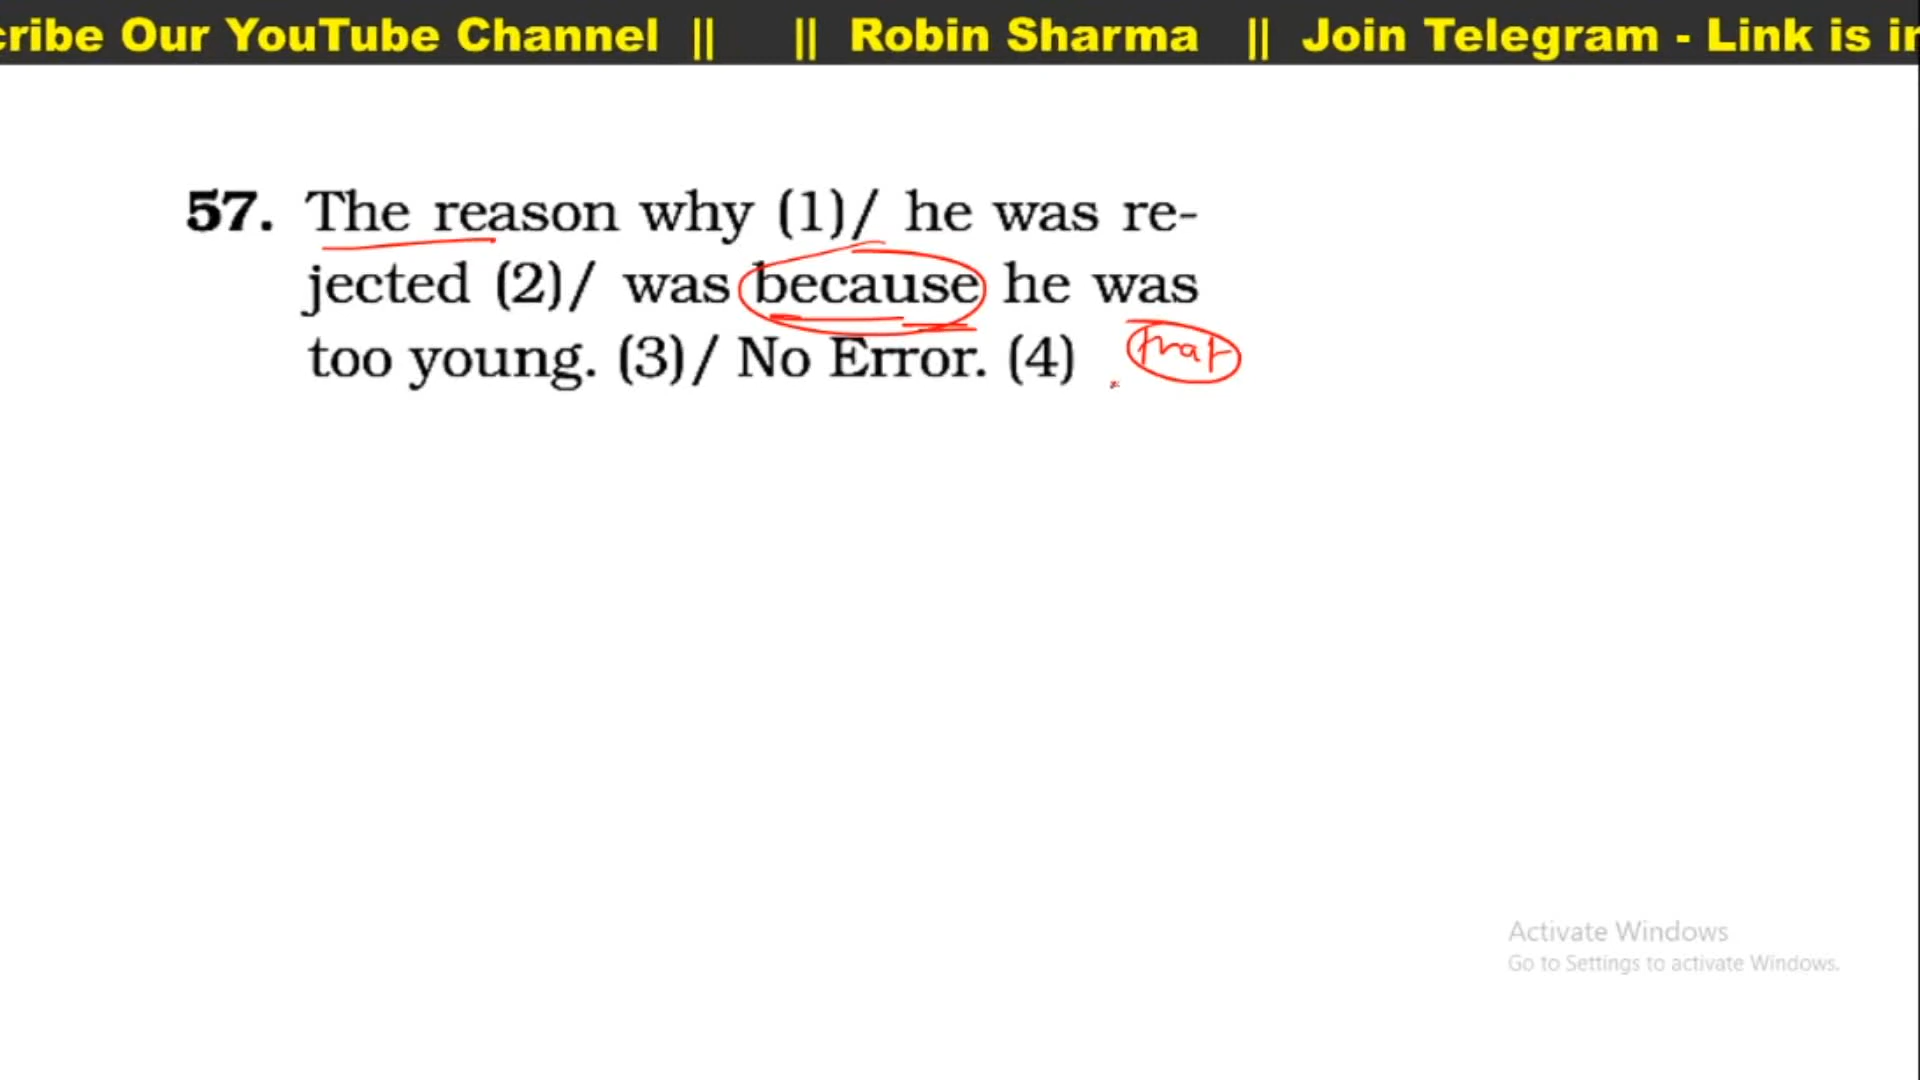 cribe Our YouTube Channel || || Robin Sharma || Join Telegram - Link is in
57. The reason why (1)/ he was re-
jected (2)/ was because he was
too young. (3)/ No Error. (4)
that
Activate Windows
Go to Settings to activate Windows.